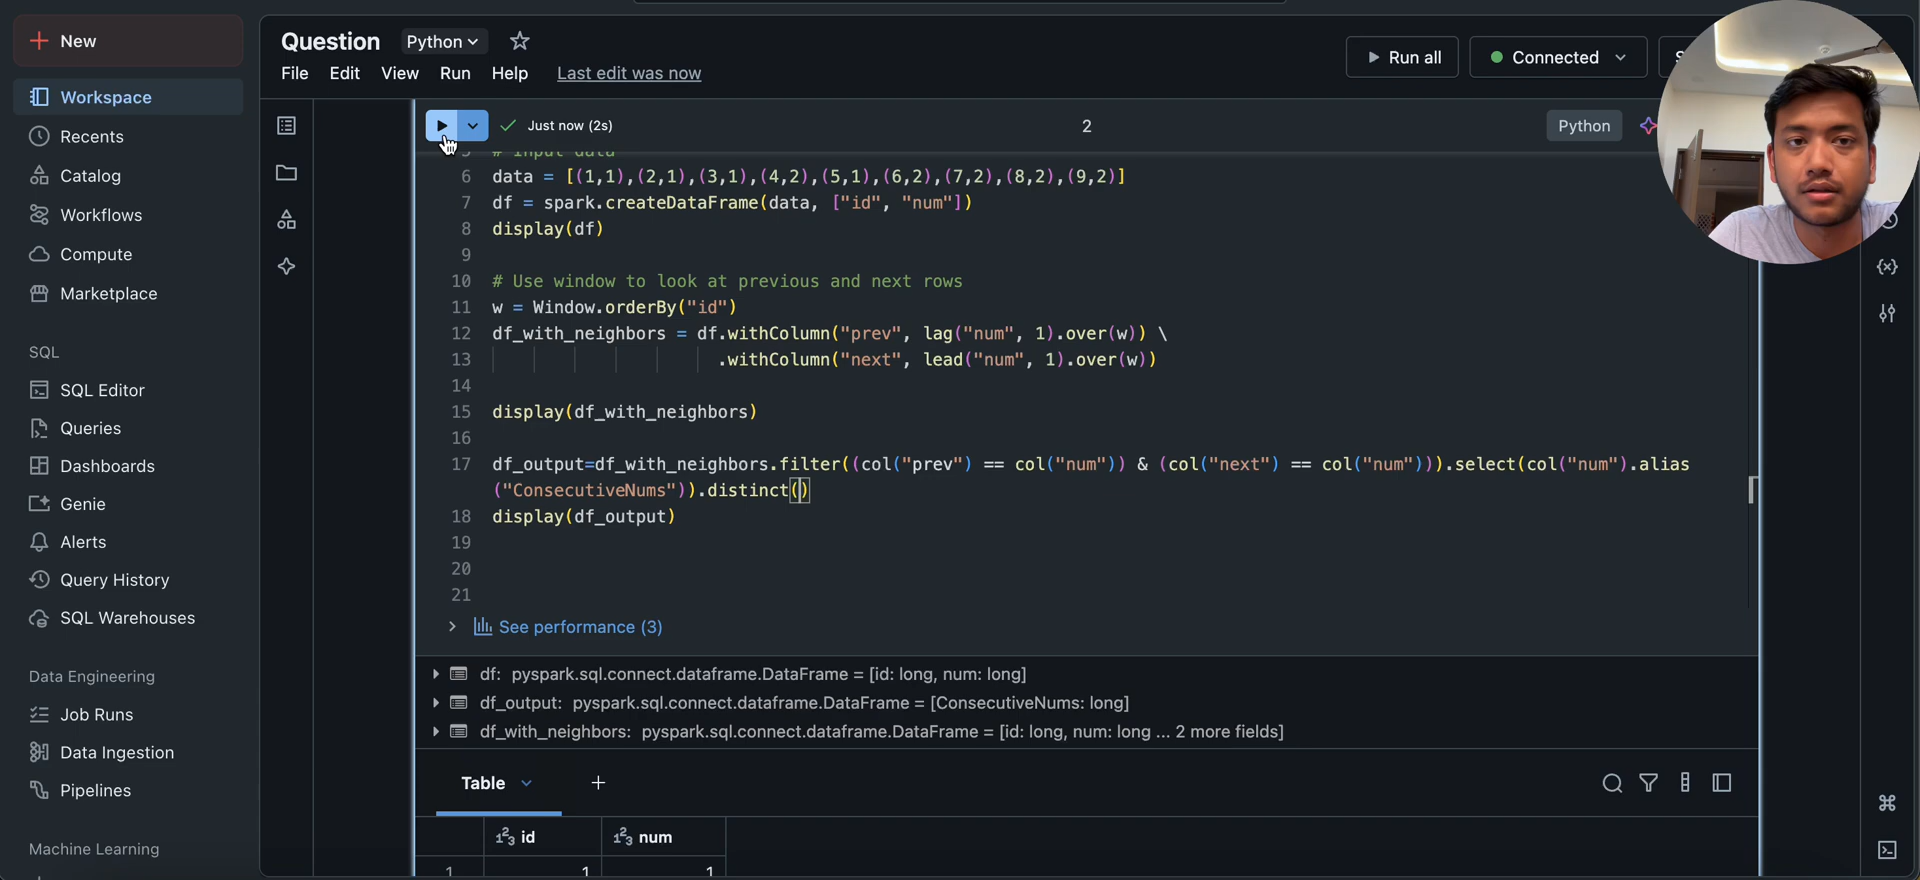 New
Workspace
Recents
Catalog
Workflows
Compute
Marketplace
SQL
SQL Editor
Queries
Dashboards
Genie
Alerts
Query History
SQL Warehouses
Data Engineering
Job Runs
Data Ingestion
Pipelines
Machine Learning
Question Python
File Edit View Run Help Last edit was now
Run all Connected
Just now (2s) 2 Python
5 # Input data
6 data = [(1,1),(2,1),(3,1),(4,2),(5,1),(6,2),(7,2),(8,2),(9,2)]
7 df = spark.createDataFrame(data, ["id", "num"])
8 display(df)
9
10 # Use window to look at previous and next rows
11 w = Window.orderBy("id")
12 df_with_neighbors = df.withColumn("prev", lag("num", 1).over(w)) \
13 .withColumn("next", lead("num", 1).over(w))
14
15 display(df_with_neighbors)
16
17 df_output=df_with_neighbors.filter((col("prev") == col("num")) & (col("next") == col("num"))).select(col("num").alias
("ConsecutiveNums")).distinct()
18 display(df_output)
19
20
21
See performance (3)
df: pyspark.sql.connect.dataframe.DataFrame = [id: long, num: long]
df_output: pyspark.sql.connect.dataframe.DataFrame = [ConsecutiveNums: long]
df_with_neighbors: pyspark.sql.connect.dataframe.DataFrame = [id: long, num: long ... 2 more fields]
Table +
123 id 123 num
1 1 1